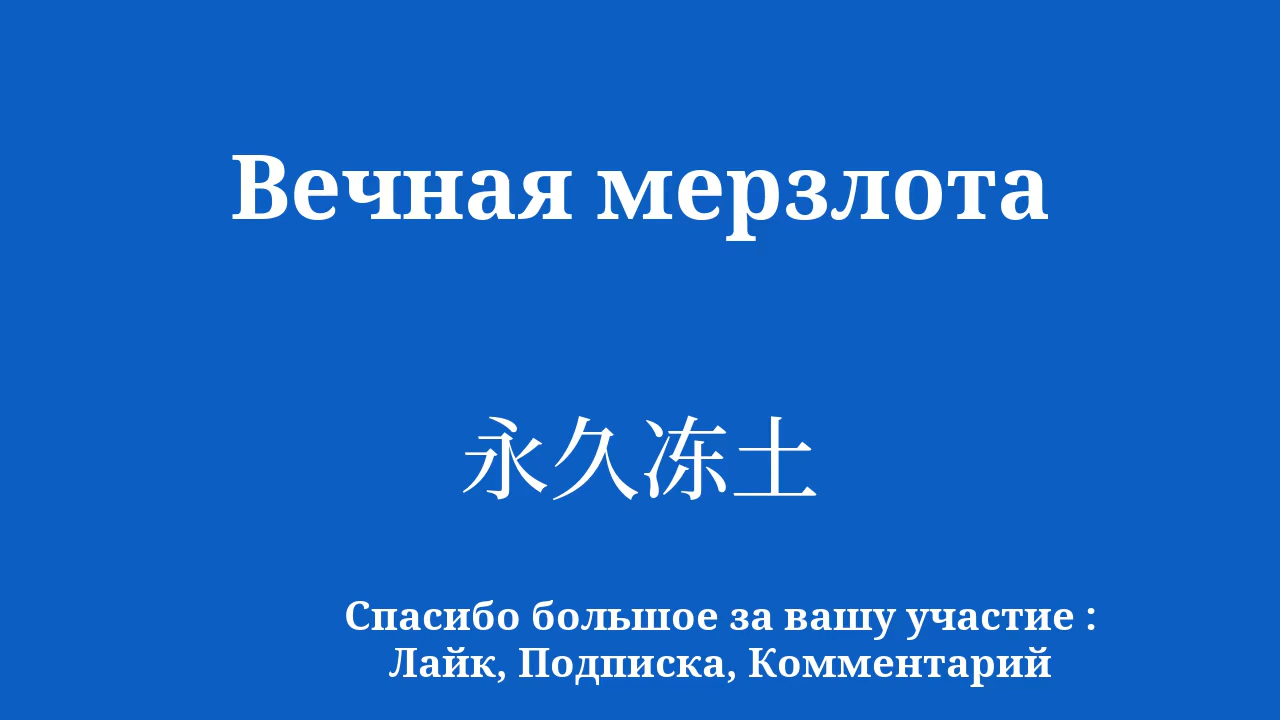 Вечная мерзлота
永久冻土
Спасибо большое за вашу участие :
Лайк, Подписка, Комментарий